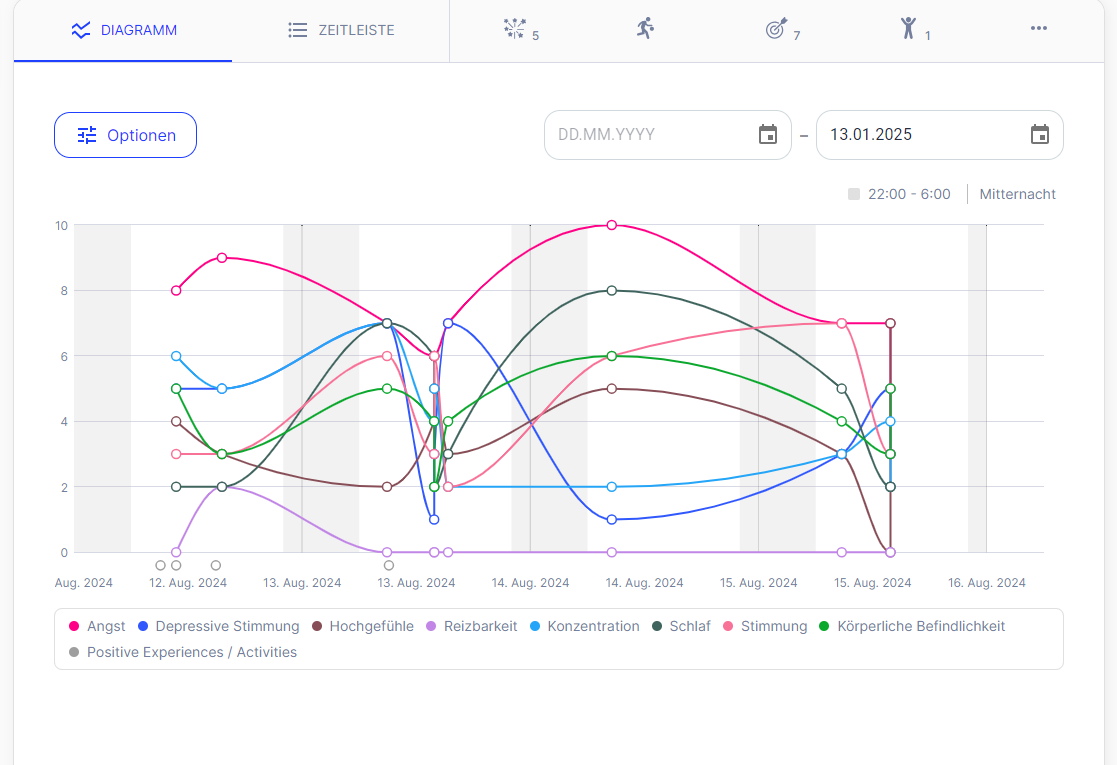 DIAGRAMM ZEITLEISTE 5 7 1
Optionen DD.MM.YYYY – 13.01.2025
22:00 - 6:00 Mitternacht
10
8
6
4
2
0
Aug. 2024 12. Aug. 2024 13. Aug. 2024 13. Aug. 2024 14. Aug. 2024 14. Aug. 2024 15. Aug. 2024 15. Aug. 2024 16. Aug. 2024
Angst Depressive Stimmung Hochgefühle Reizbarkeit Konzentration Schlaf Stimmung Körperliche Befindlichkeit
Positive Experiences / Activities